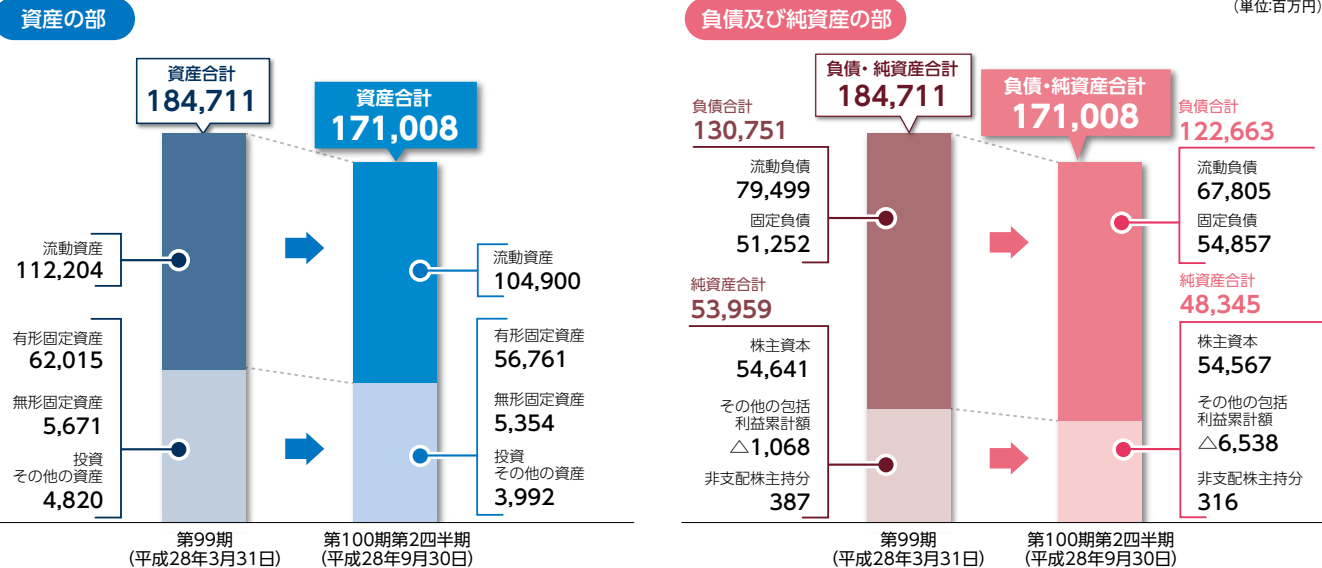 資産の部
資産合計
184,711
資産合計
171,008
流動資産
112,204
有形固定資産
62,015
無形固定資産
5,671
投資
その他の資産
4,820
流動資産
104,900
有形固定資産
56,761
無形固定資産
5,354
投資
その他の資産
3,992
第99期
(平成28年3月31日)
第100期第2四半期
(平成28年9月30日)
負債及び純資産の部
(単位:百万円)
負債・純資産合計
184,711
負債・純資産合計
171,008
負債合計
130,751
流動負債
79,499
固定負債
51,252
純資産合計
53,959
株主資本
54,641
その他の包括
利益累計額
△1,068
非支配株主持分
387
負債合計
122,663
流動負債
67,805
固定負債
54,857
純資産合計
48,345
株主資本
54,567
その他の包括
利益累計額
△6,538
非支配株主持分
316
第99期
(平成28年3月31日)
第100期第2四半期
(平成28年9月30日)